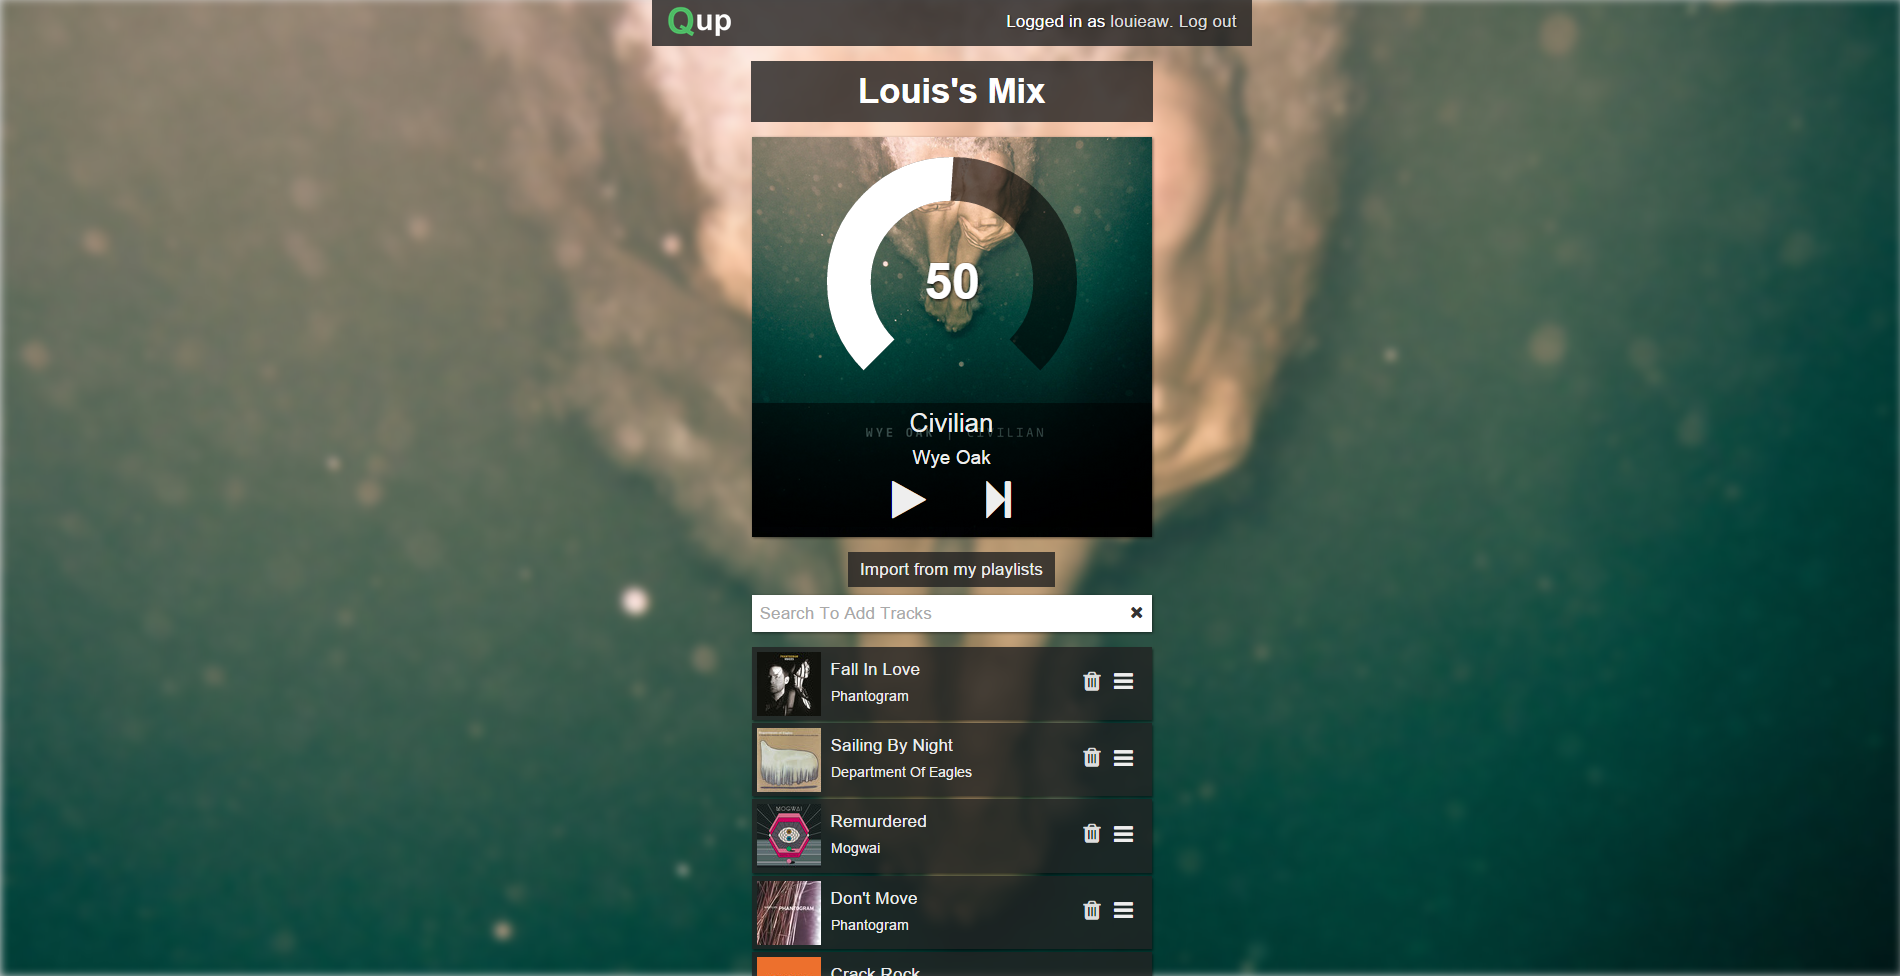 Qup
Logged in as louieaw. Log out
Louis's Mix
50
Civilian
WYE OAK | CIVILIAN
Wye Oak
Import from my playlists
Search To Add Tracks
Fall In Love
Phantogram
Sailing By Night
Department Of Eagles
MOGWAI
Remurdered
Mogwai
PHANTOGRAM
Don't Move
Phantogram
Crack Rock